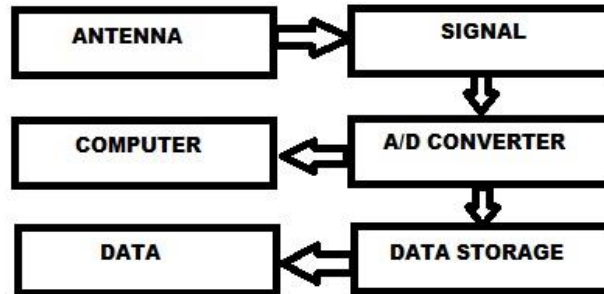 ANTENNA
SIGNAL
COMPUTER
A/D CONVERTER
DATA
DATA STORAGE